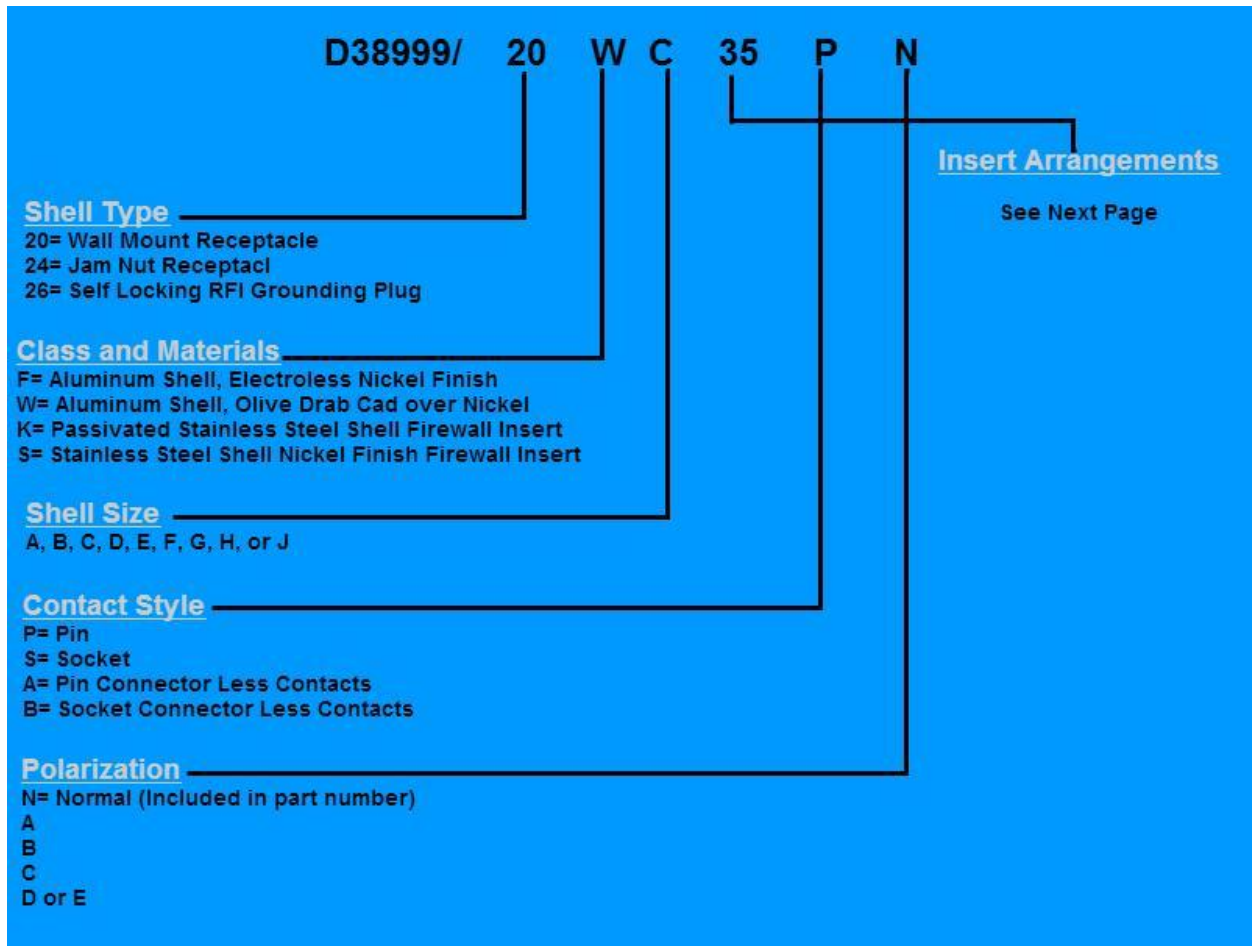 D38999/ 20 W C 35 P N
Insert Arrangements
See Next Page
Shell Type
20= Wall Mount Receptacle
24= Jam Nut Receptacl
26= Self Locking RFI Grounding Plug
Class and Materials
F= Aluminum Shell, Electroless Nickel Finish
W= Aluminum Shell, Olive Drab Cad over Nickel
K= Passivated Stainless Steel Shell Firewall Insert
S= Stainless Steel Shell Nickel Finish Firewall Insert
Shell Size
A, B, C, D, E, F, G, H, or J
Contact Style
P= Pin
S= Socket
A= Pin Connector Less Contacts
B= Socket Connector Less Contacts
Polarization
N= Normal (Included in part number)
A
B
C
D or E